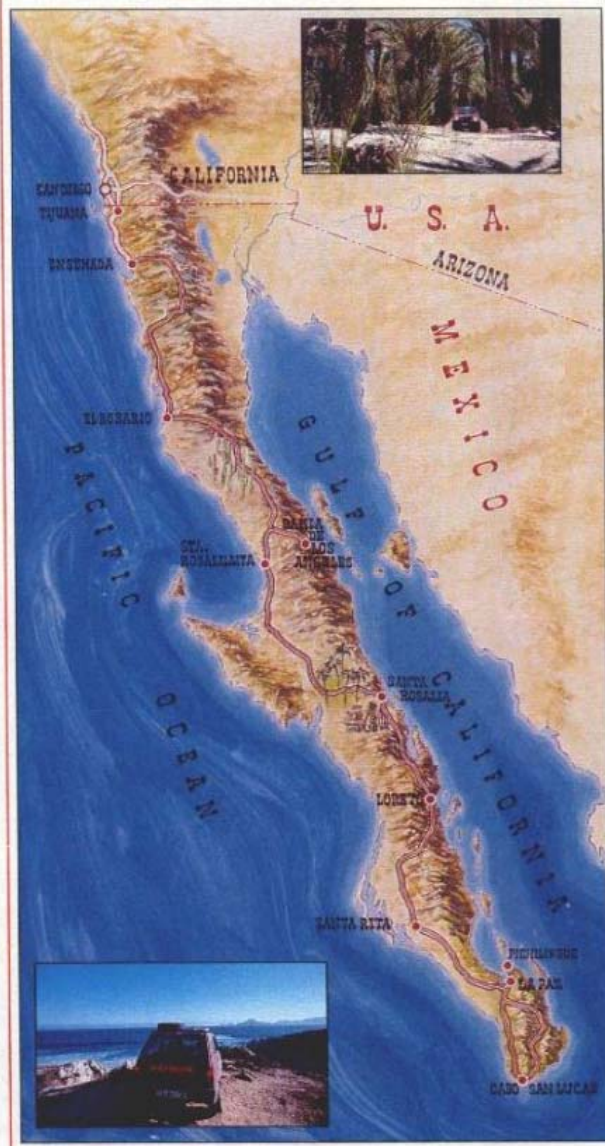 CALIFORNIA
SAN DIEGO
TIJUANA
U. S. A.
ARIZONA
ENSENADA
MEXICO
EL ROSARIO
GULF OF CALIFORNIA
PACIFIC OCEAN
BAHIA
DE
LOS
ANGELES
STA.
ROSALILLITA
SANTA
ROSALIA
LORETO
SANTA RITA
PICHILINGUE
LA PAZ
CABO SAN LUCAS